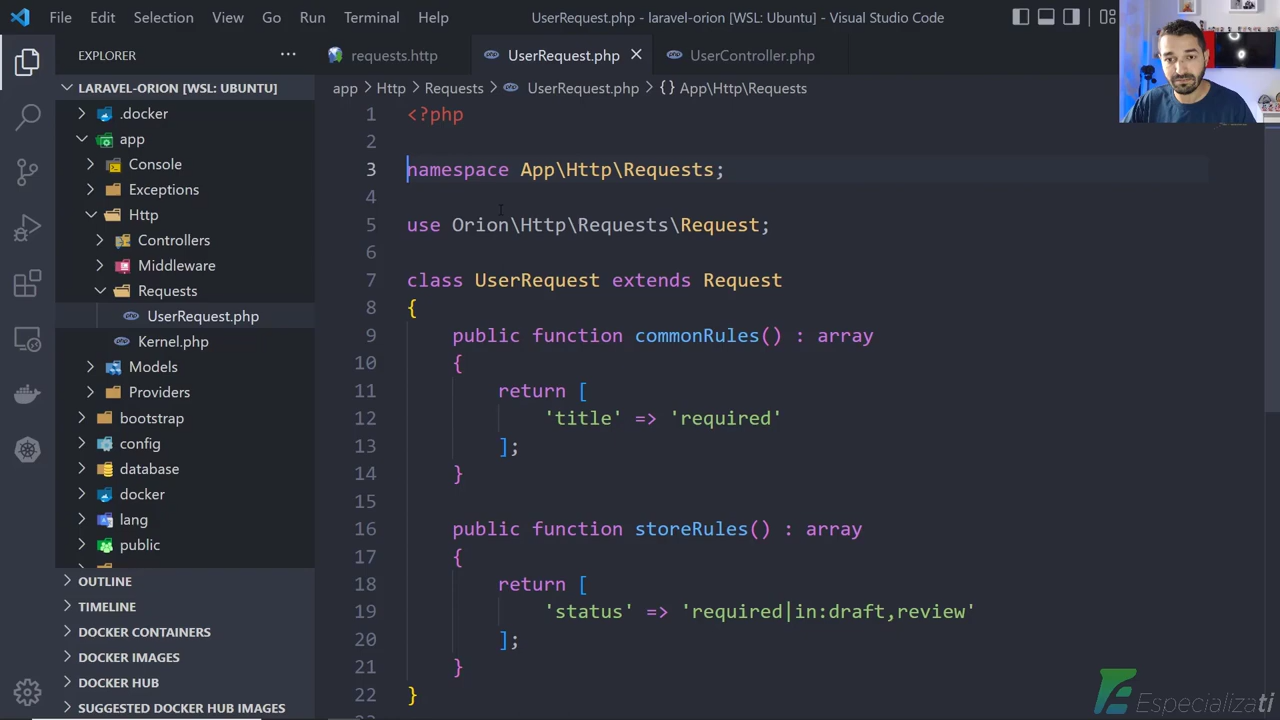 File Edit Selection View Go Run Terminal Help UserRequest.php - laravel-orion [WSL: Ubuntu] - Visual Studio Code
EXPLORER
requests.http UserRequest.php UserController.php
LARAVEL-ORION [WSL: UBUNTU]
.docker
app
Console
Exceptions
Http
Controllers
Middleware
Requests
UserRequest.php
Kernel.php
Models
Providers
bootstrap
config
database
docker
lang
public
OUTLINE
TIMELINE
DOCKER CONTAINERS
DOCKER IMAGES
DOCKER HUB
SUGGESTED DOCKER HUB IMAGES
app > Http > Requests > UserRequest.php > {} App\Http\Requests
1 <?php
2
3 namespace App\Http\Requests;
4
5 use Orion\Http\Requests\Request;
6
7 class UserRequest extends Request
8 {
9 public function commonRules() : array
10 {
11 return [
12 'title' => 'required'
13 ];
14 }
15
16 public function storeRules() : array
17 {
18 return [
19 'status' => 'required|in:draft,review'
20 ];
21 }
22 }
EspecializaTi